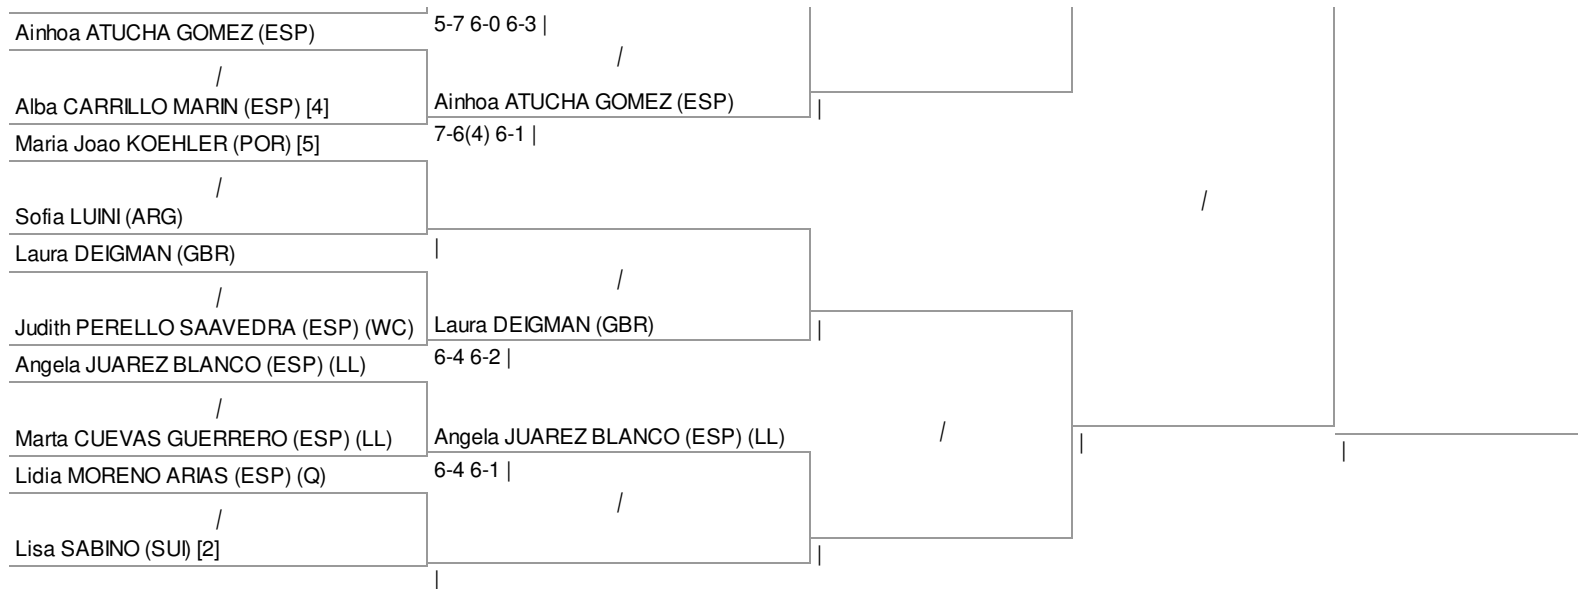 Ainhoa ATUCHA GOMEZ (ESP)
/
Alba CARRILLO MARIN (ESP) [4]
Maria Joao KOEHLER (POR) [5]
/
Sofia LUINI (ARG)
Laura DEIGMAN (GBR)
/
Judith PERELLO SAAVEDRA (ESP) (WC)
Angela JUAREZ BLANCO (ESP) (LL)
/
Marta CUEVAS GUERRERO (ESP) (LL)
Lidia MORENO ARIAS (ESP) (Q)
/
Lisa SABINO (SUI) [2]
5-7 6-0 6-3 |
/
Ainhoa ATUCHA GOMEZ (ESP)
7-6(4) 6-1 |
|
/
Laura DEIGMAN (GBR)
6-4 6-2 |
Angela JUAREZ BLANCO (ESP) (LL)
6-4 6-1 |
/
|
|
|
/
|
/
|
|